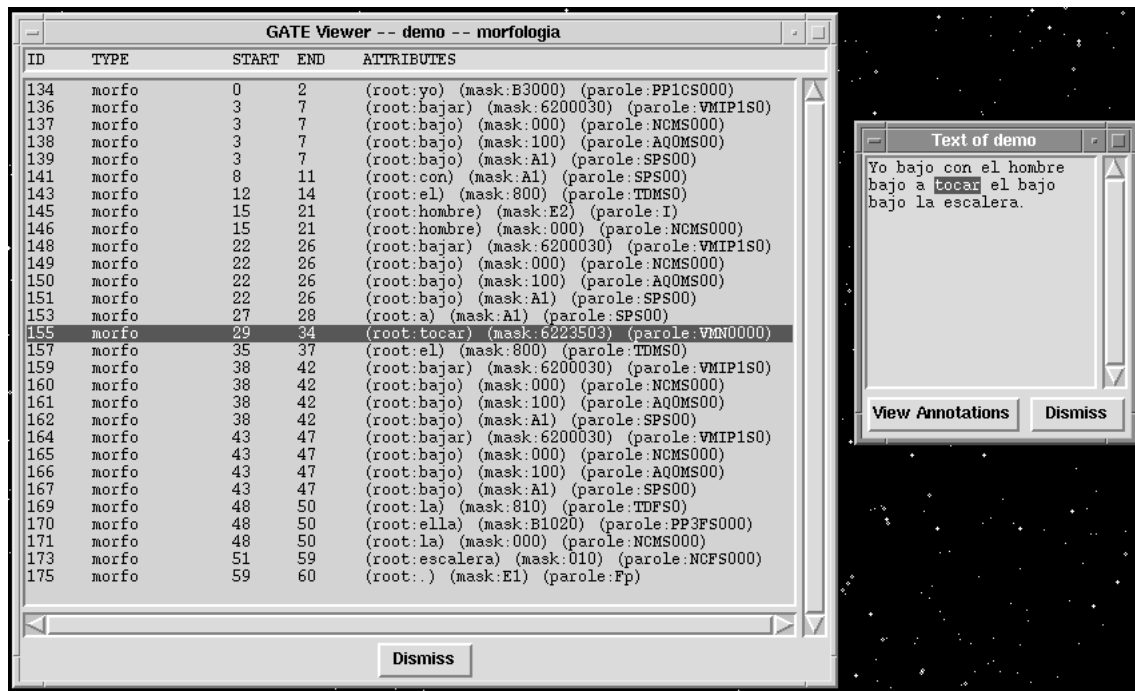 GATE Viewer -- demo -- morfologia
ID TYPE START END ATTRIBUTES
134 morfo 0 2 (root:yo) (mask:B3000) (parole:PP1CS000)
136 morfo 3 7 (root:bajar) (mask:6200030) (parole:VMIP1S0)
137 morfo 3 7 (root:bajo) (mask:000) (parole:NCMS000)
138 morfo 3 7 (root:bajo) (mask:100) (parole:AQ0MS00)
139 morfo 3 7 (root:bajo) (mask:A1) (parole:SPS00)
141 morfo 8 11 (root:con) (mask:A1) (parole:SPS00)
143 morfo 12 14 (root:el) (mask:800) (parole:TDMS0)
145 morfo 15 21 (root:hombre) (mask:E2) (parole:I)
146 morfo 15 21 (root:hombre) (mask:000) (parole:NCMS000)
148 morfo 22 26 (root:bajar) (mask:6200030) (parole:VMIP1S0)
149 morfo 22 26 (root:bajo) (mask:000) (parole:NCMS000)
150 morfo 22 26 (root:bajo) (mask:100) (parole:AQ0MS00)
151 morfo 22 26 (root:bajo) (mask:A1) (parole:SPS00)
153 morfo 27 28 (root:a) (mask:A1) (parole:SPS00)
155 morfo 29 34 (root:tocar) (mask:6223503) (parole:VMN0000)
157 morfo 35 37 (root:el) (mask:800) (parole:TDMS0)
159 morfo 38 42 (root:bajar) (mask:6200030) (parole:VMIP1S0)
160 morfo 38 42 (root:bajo) (mask:000) (parole:NCMS000)
161 morfo 38 42 (root:bajo) (mask:100) (parole:AQ0MS00)
162 morfo 38 42 (root:bajo) (mask:A1) (parole:SPS00)
164 morfo 43 47 (root:bajar) (mask:6200030) (parole:VMIP1S0)
165 morfo 43 47 (root:bajo) (mask:000) (parole:NCMS000)
166 morfo 43 47 (root:bajo) (mask:100) (parole:AQ0MS00)
167 morfo 43 47 (root:bajo) (mask:A1) (parole:SPS00)
169 morfo 48 50 (root:la) (mask:810) (parole:TDFS0)
170 morfo 48 50 (root:ella) (mask:B1020) (parole:PP3FS000)
171 morfo 48 50 (root:la) (mask:000) (parole:NCMS000)
173 morfo 51 59 (root:escalera) (mask:010) (parole:NCFS000)
175 morfo 59 60 (root:.) (mask:E1) (parole:Fp)
Dismiss
Text of demo
Yo bajo con el hombre
bajo a tocar el bajo
bajo la escalera.
View Annotations Dismiss